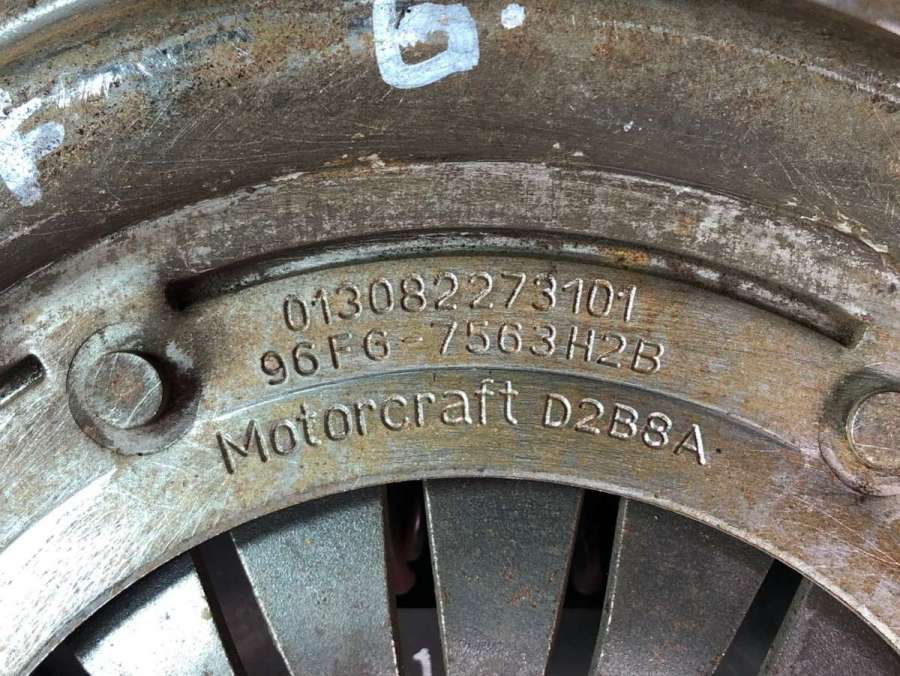 G.
013082273101
96FG-7563H2B
Motorcraft D2B8A